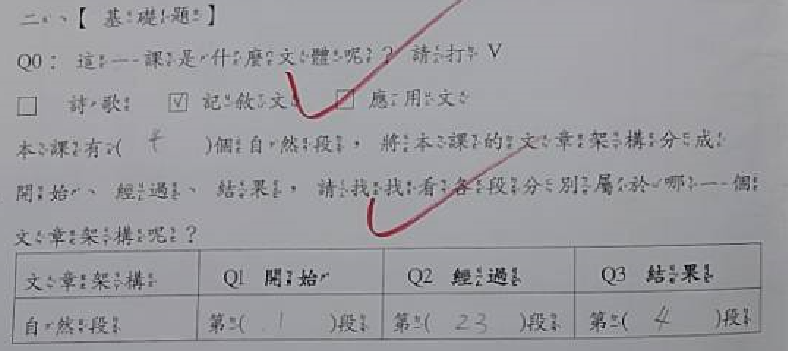 二、【基礎題】
Q0：這一課是什麼文體呢？請打 V
□ 詩歌 ☑ 記敘文 □ 應用文
本課有( 4 )個自然段，將本課的文章架構分成
開始、經過、結果，請找找看各段分別屬於哪一個
文章架構呢？
文章架構 Q1 開始 Q2 經過 Q3 結果
自然段 第( 1 )段 第( 23 )段 第( 4 )段